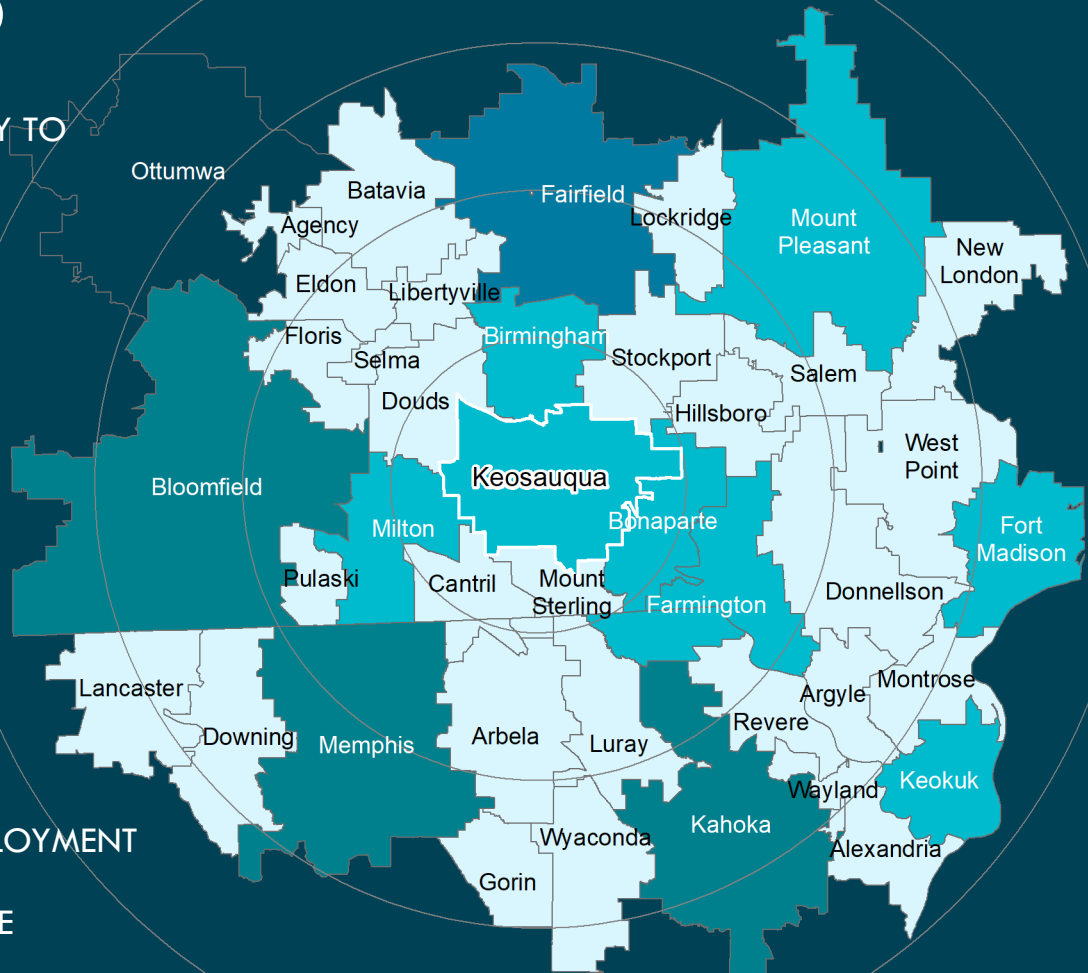 )
Y TO
Ottumwa
Batavia
Fairfield
Agency
Lockridge
Mount
Pleasant
New
London
Eldon
Libertyville
Floris
Birmingham
Selma
Stockport
Salem
Douds
Hillsboro
West
Point
Keosauqua
Bloomfield
Milton
Bonaparte
Fort
Madison
Pulaski
Cantril
Mount
Sterling
Farmington
Donnellson
Lancaster
Argyle
Montrose
Downing
Memphis
Arbela
Luray
Revere
Keokuk
Wayland
Kahoka
Wyaconda
Alexandria
LOYMENT
Gorin
E